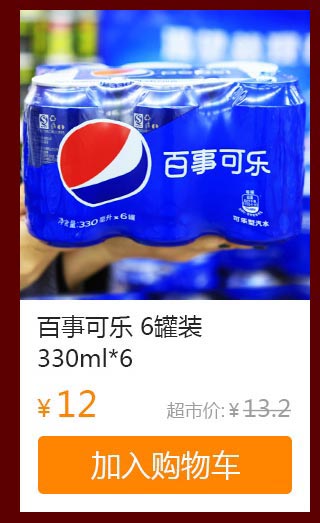 百事可乐
净含量:330毫升x6罐
可乐型汽水
百事可乐 6罐装
330ml*6
¥12
超市价:¥13.2
加入购物车